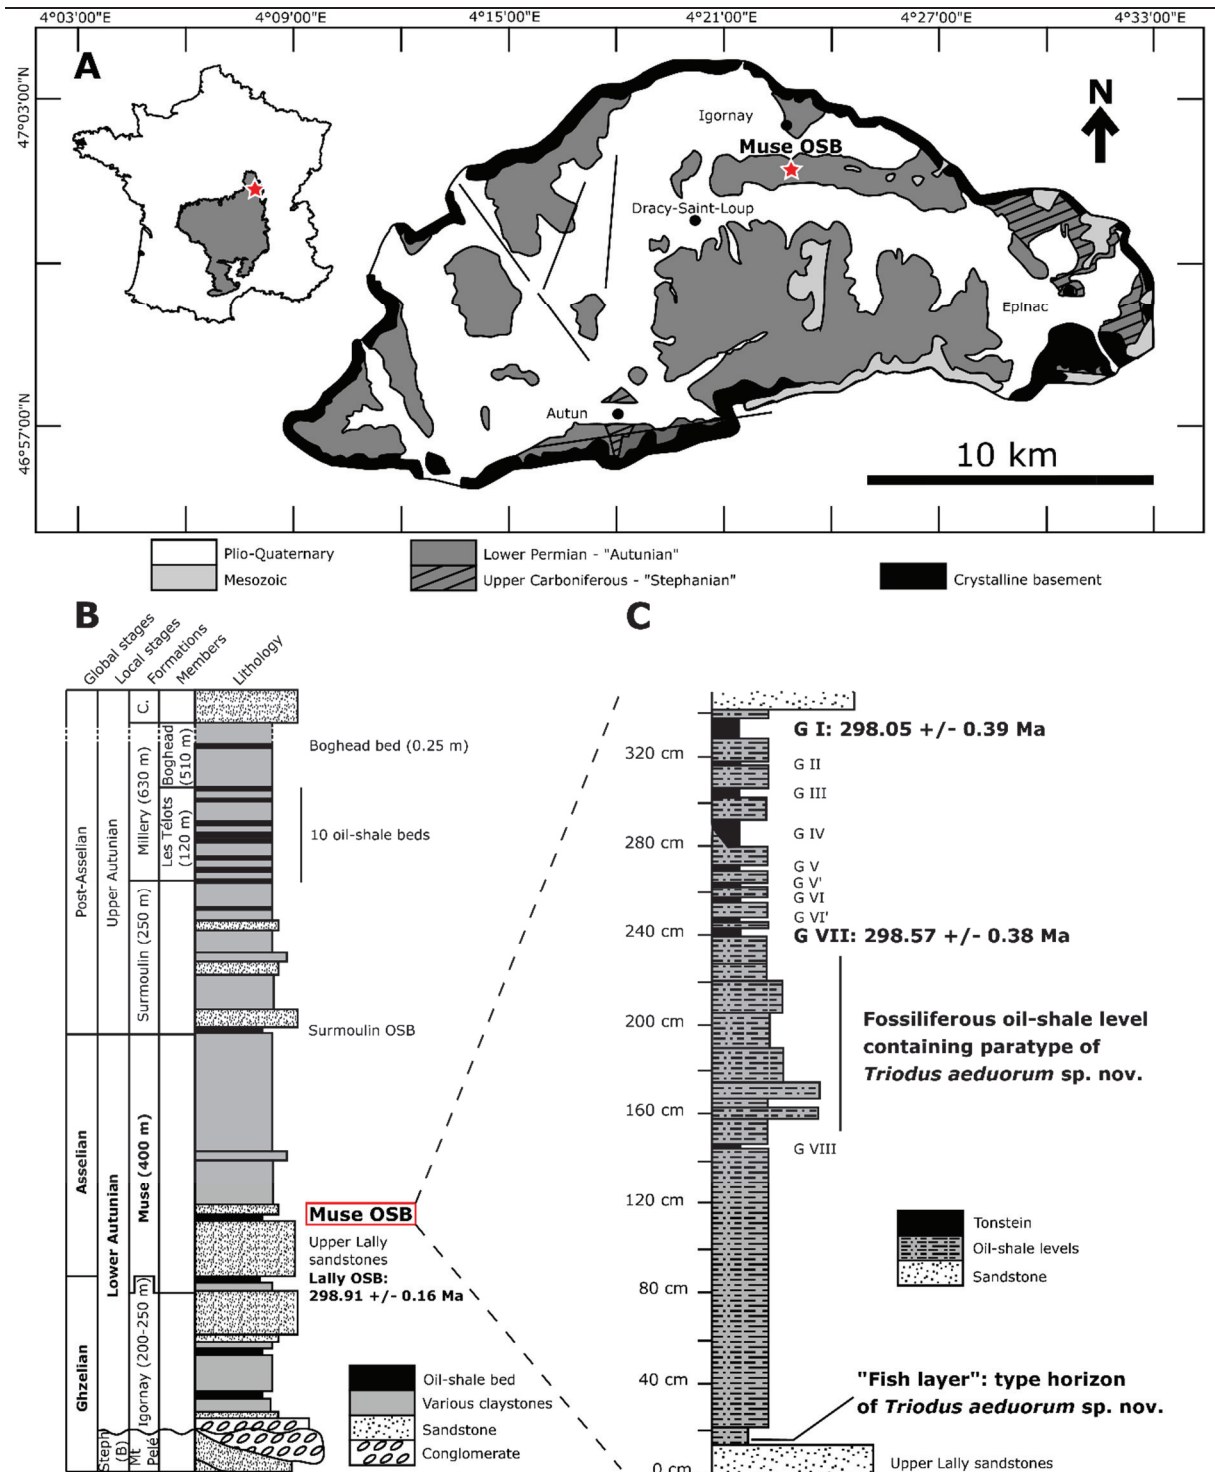 4°03'00"E 4°09'00"E 4°15'00"E 4°21'00"E 4°27'00"E 4°33'00"E
47°03'00"N
46°57'00"N
A
N
Igornay
Muse OSB
Dracy-Saint-Loup
Epinac
Autun
10 km
Plio-Quaternary
Mesozoic
Lower Permian - "Autunian"
Upper Carboniferous - "Stephanian"
Crystalline basement
B
Global stages
Local stages
Formations
Members
Lithology
Post-Asselian
Asselian
Ghzelian
Upper Autunian
Lower Autunian
Steph. (B)
C.
Millery (630 m)
Surmoulin (250 m)
Muse (400 m)
Igornay (200-250 m)
Mt Pelé
Boghead
(510 m)
Les Télots
(120 m)
Boghead bed (0.25 m)
10 oil-shale beds
Surmoulin OSB
Muse OSB
Upper Lally
sandstones
Lally OSB:
298.91 +/- 0.16 Ma
Oil-shale bed
Various claystones
Sandstone
Conglomerate
C
320 cm
280 cm
240 cm
200 cm
160 cm
120 cm
80 cm
40 cm
0 cm
G I: 298.05 +/- 0.39 Ma
G II
G III
G IV
G V
G V'
G VI
G VI'
G VII: 298.57 +/- 0.38 Ma
Fossiliferous oil-shale level
containing paratype of
Triodus aeduorum sp. nov.
G VIII
Tonstein
Oil-shale levels
Sandstone
"Fish layer": type horizon
of Triodus aeduorum sp. nov.
Upper Lally sandstones